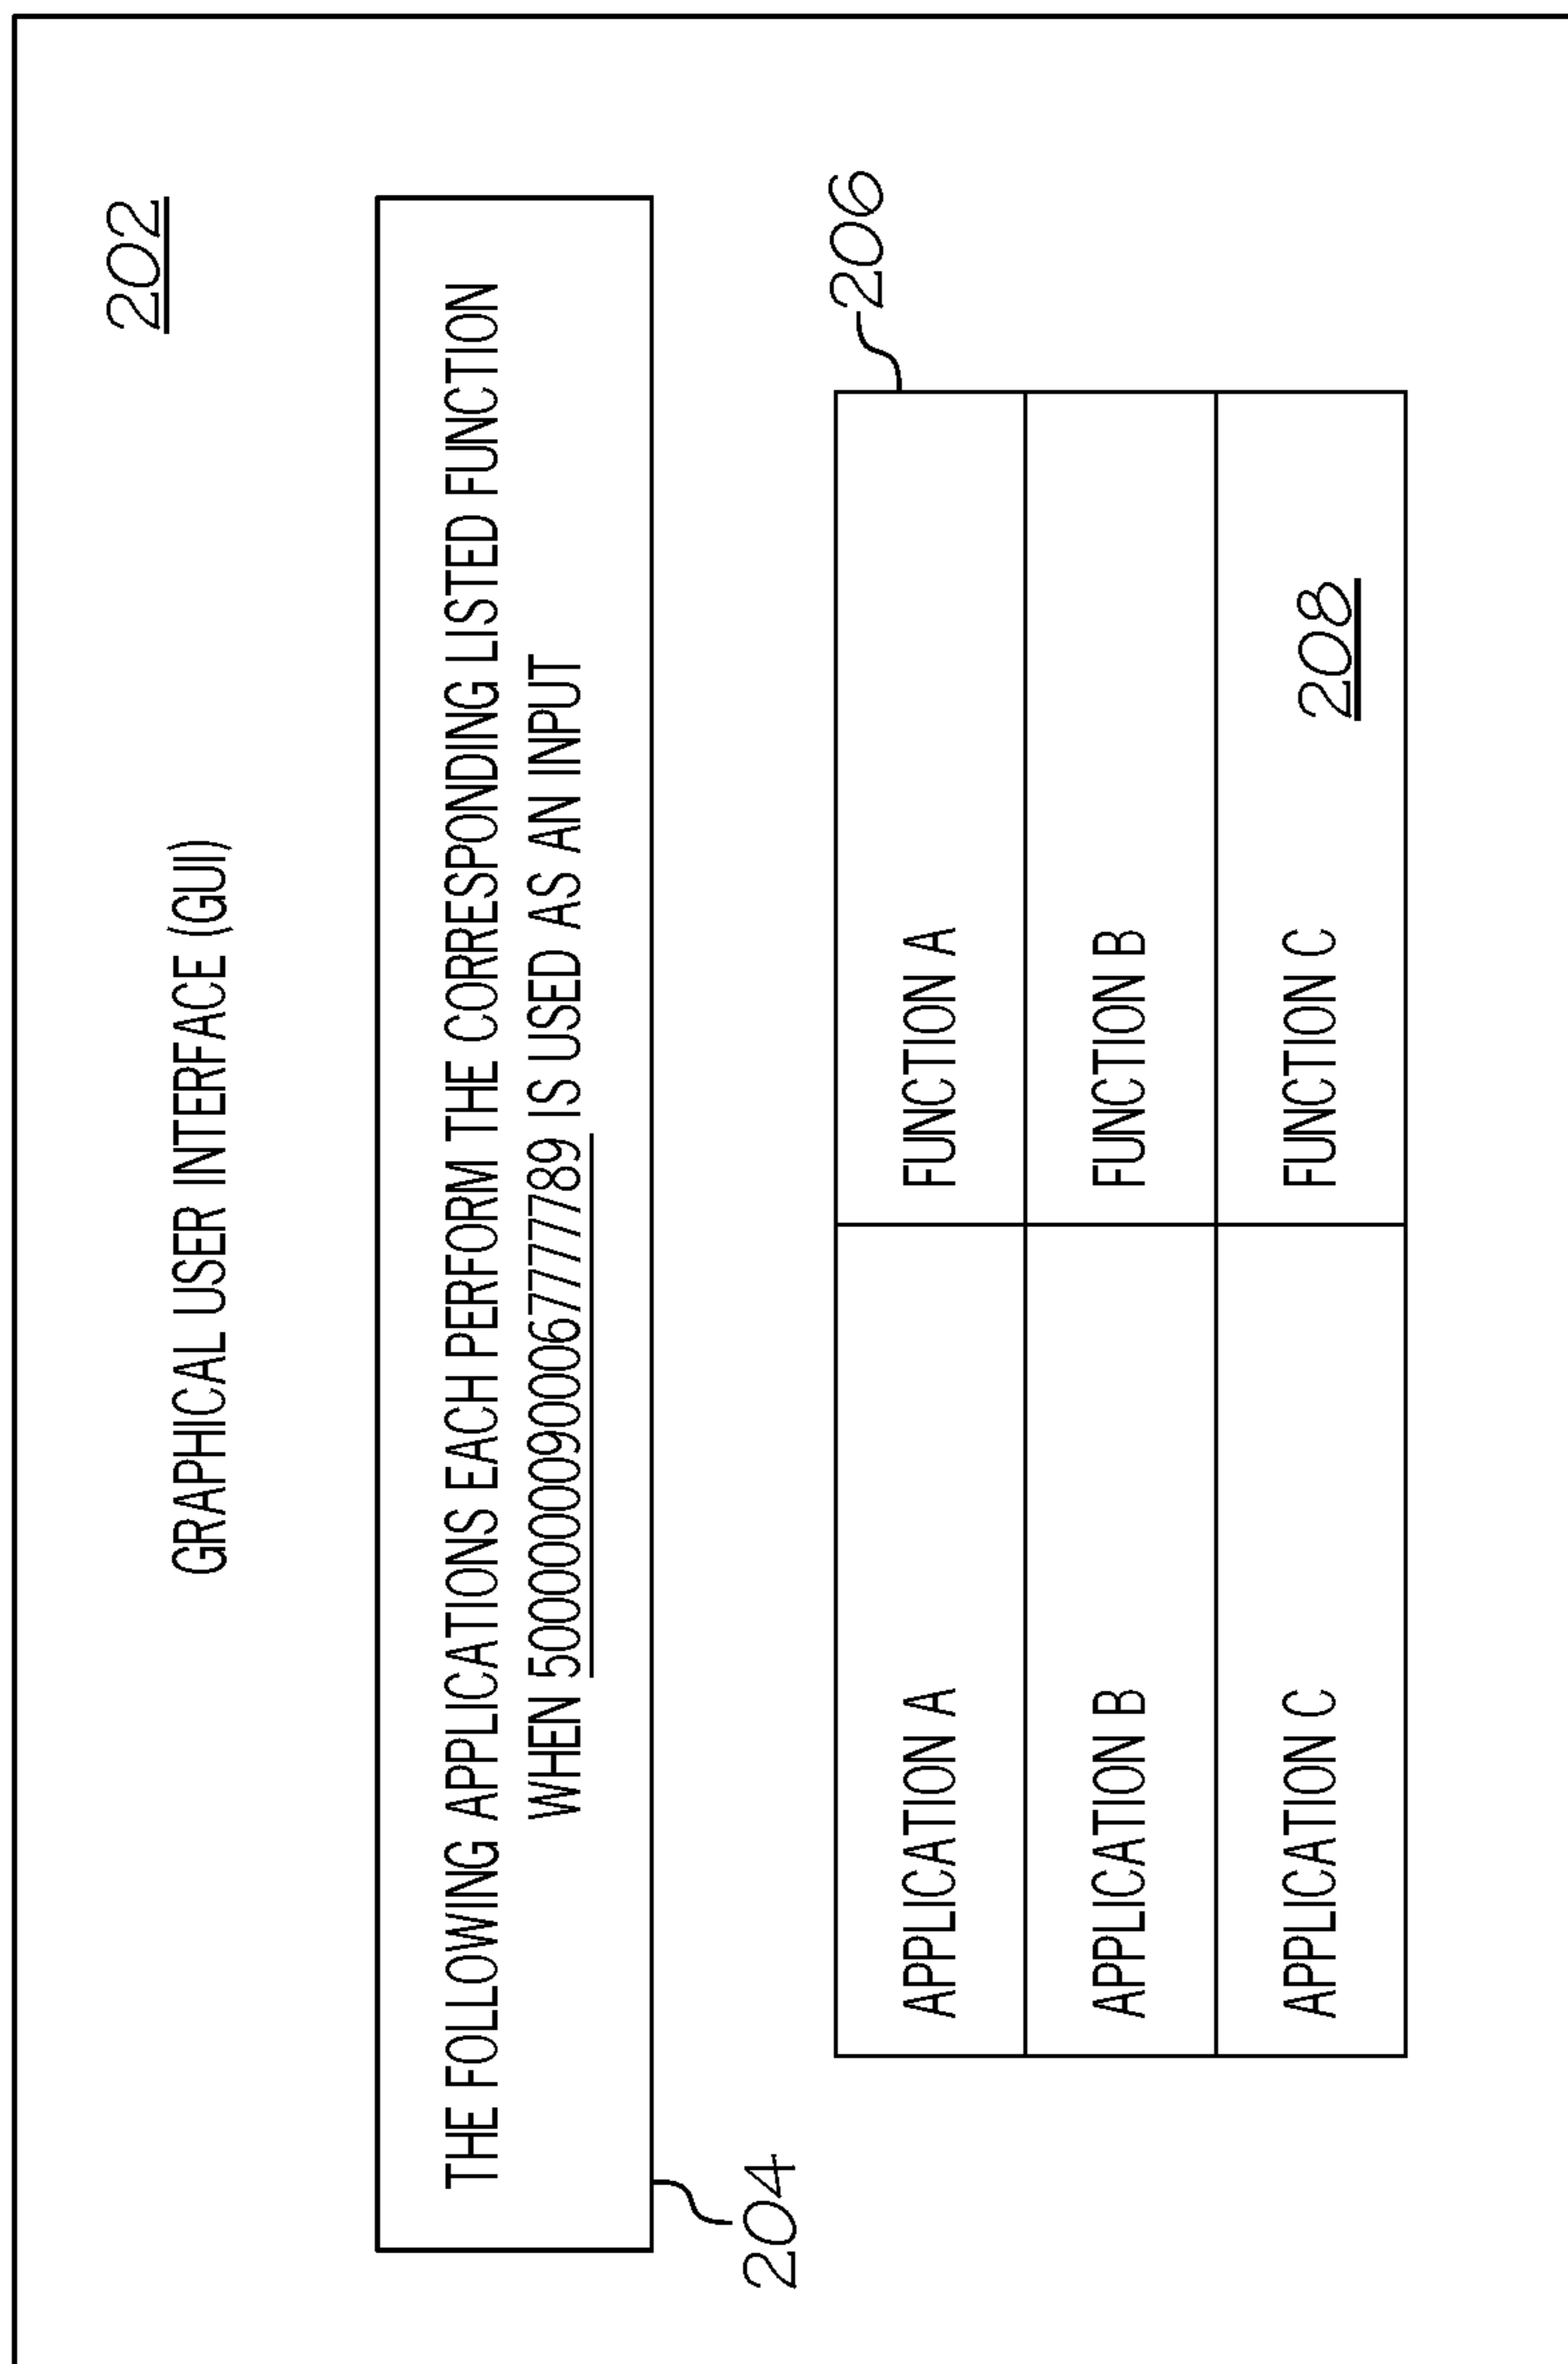 202
GRAPHICAL USER INTERFACE (GUI)
THE FOLLOWING APPLICATIONS EACH PERFORM THE CORRESPONDING LISTED FUNCTION
WHEN 50000000900067777789 IS USED AS AN INPUT
204
206
APPLICATION A
FUNCTION A
APPLICATION B
FUNCTION B
APPLICATION C
FUNCTION C
208